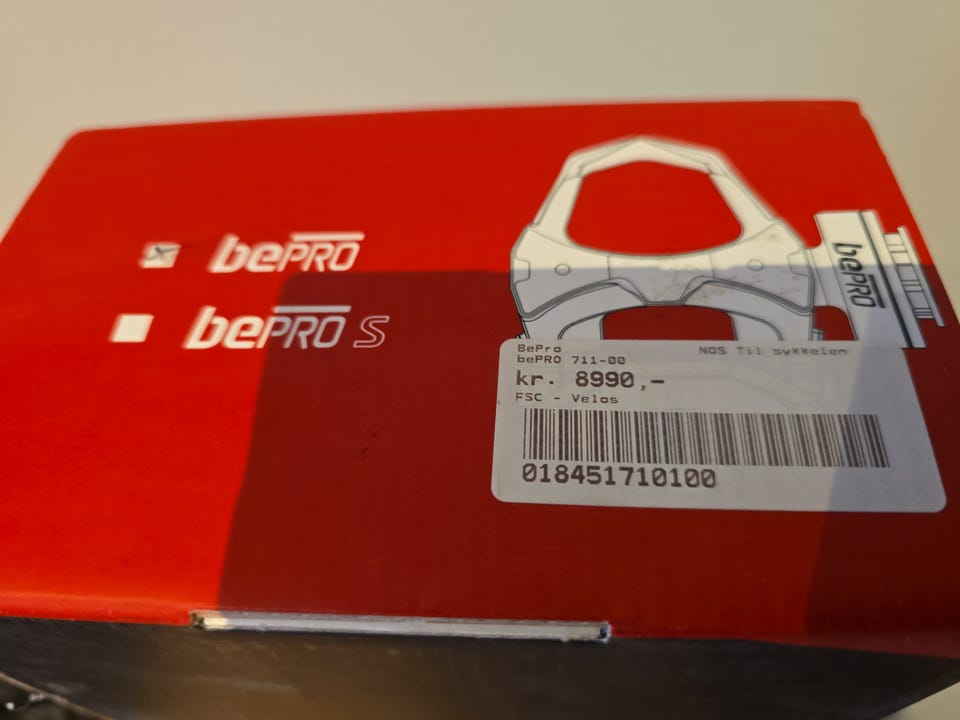 bePRO
bePRO S
bePRO
BePro NOS Til sykkelen
bePRO 711-00
kr. 8990,-
FSC - Velos
018451710100